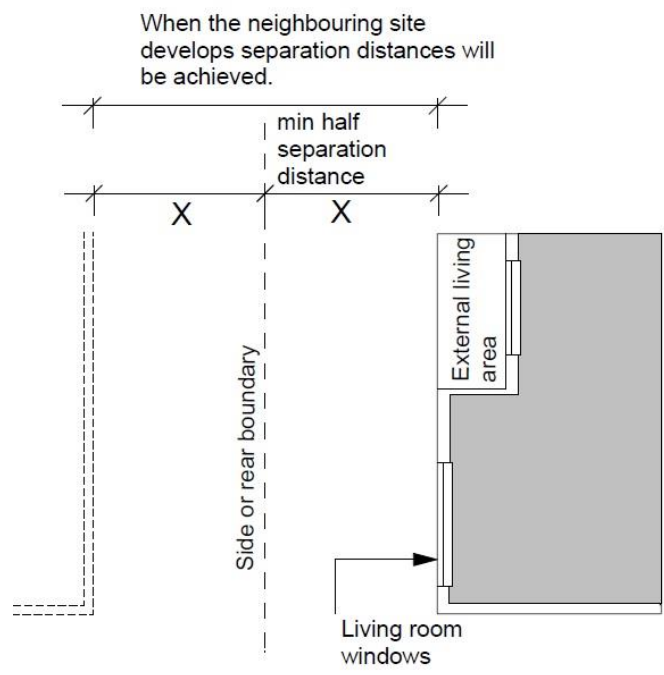 When the neighbouring site
develops separation distances will
be achieved.
min half
separation
distance
X
X
External living
area
Side or rear boundary
Living room
windows